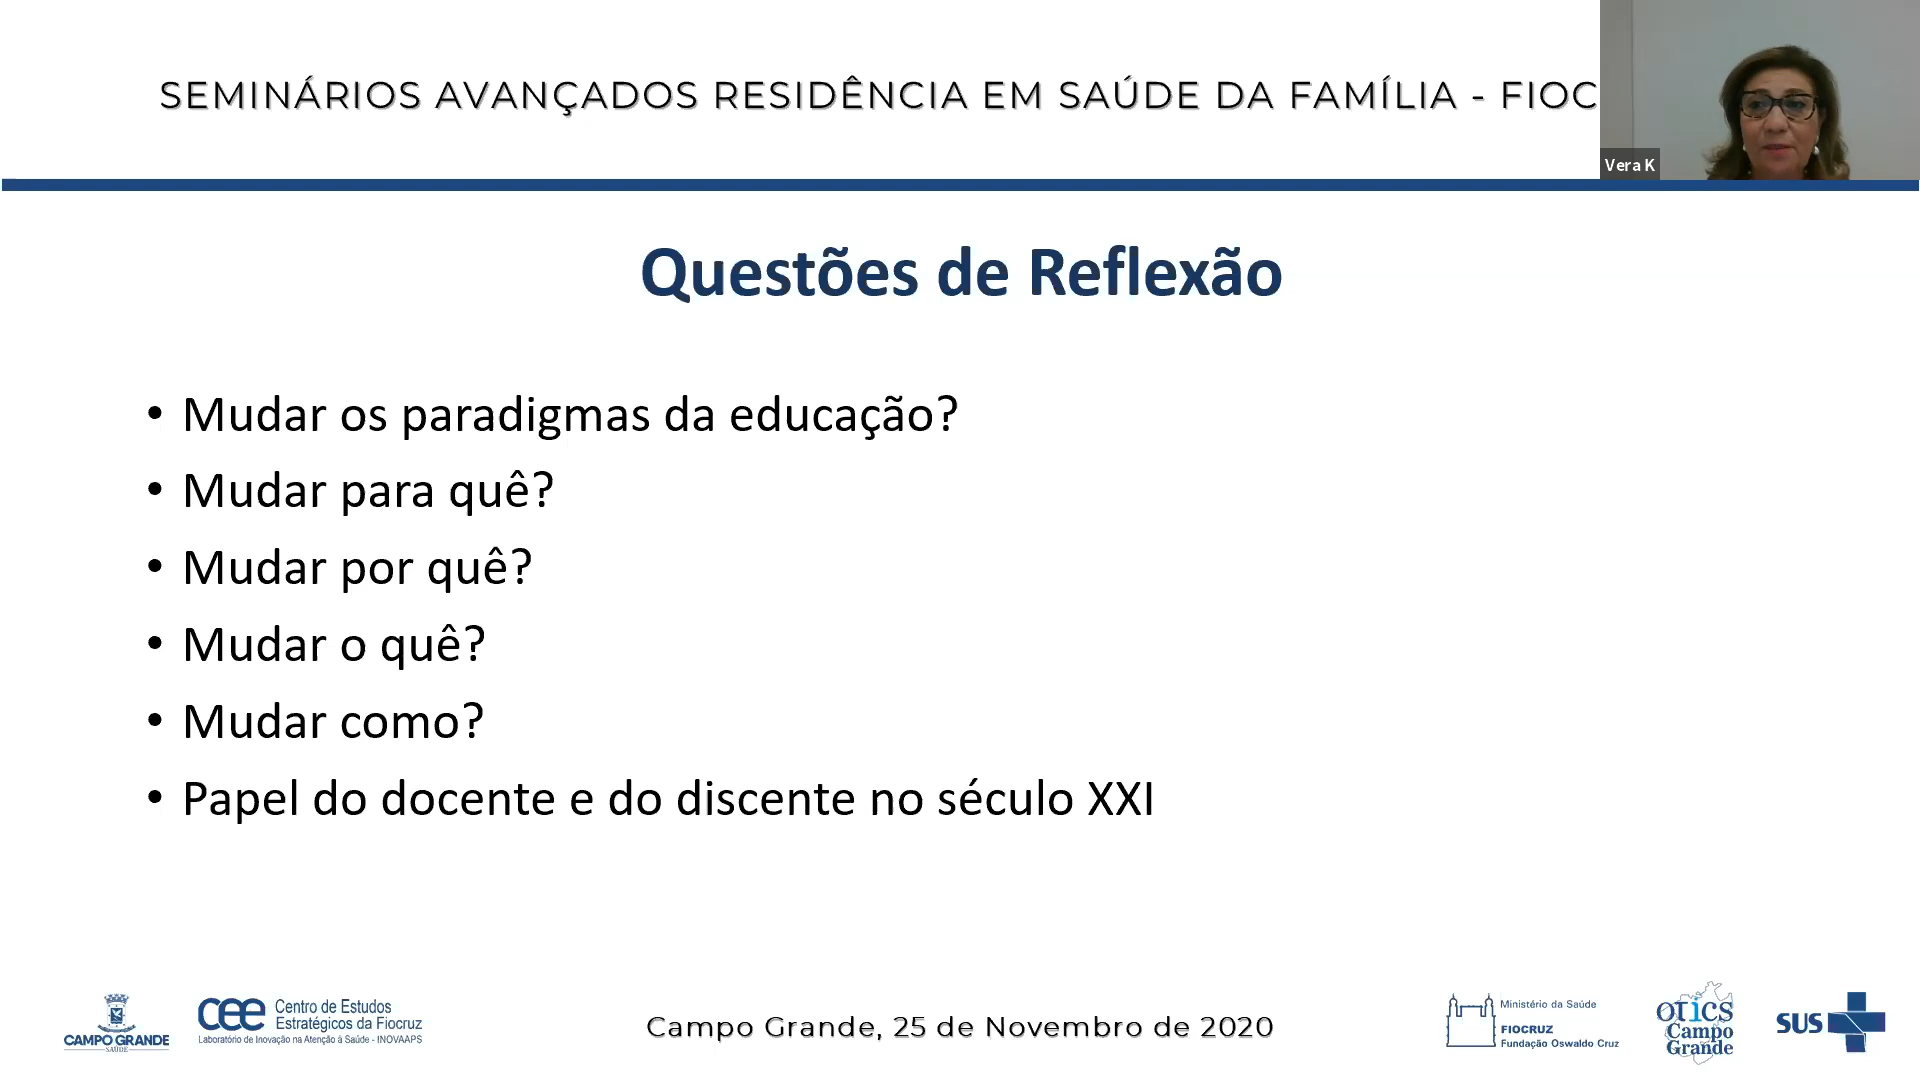 SEMINÁRIOS AVANÇADOS RESIDÊNCIA EM SAÚDE DA FAMÍLIA - FIOC
Vera K
Questões de Reflexão
• Mudar os paradigmas da educação?
• Mudar para quê?
• Mudar por quê?
• Mudar o quê?
• Mudar como?
• Papel do docente e do discente no século XXI
CAMPO GRANDE
SAÚDE
cee
Centro de Estudos
Estratégicos da Fiocruz
Laboratório de Inovação na Atenção à Saúde - INOVAAPS
Campo Grande, 25 de Novembro de 2020
Ministério da Saúde
FIOCRUZ
Fundação Oswaldo Cruz
OTICS
Campo
Grande
SUS